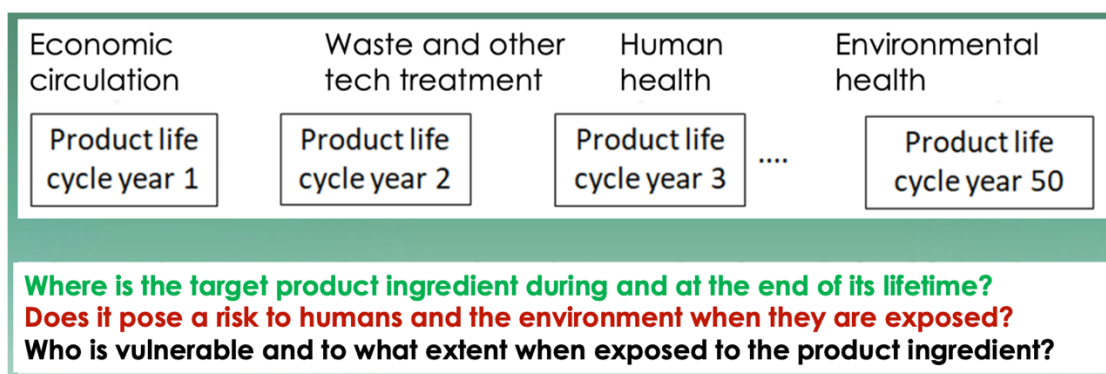 Economic circulation
Waste and other tech treatment
Human health
Environmental health
Product life cycle year 1
Product life cycle year 2
Product life cycle year 3
....
Product life cycle year 50
Where is the target product ingredient during and at the end of its lifetime?
Does it pose a risk to humans and the environment when they are exposed?
Who is vulnerable and to what extent when exposed to the product ingredient?